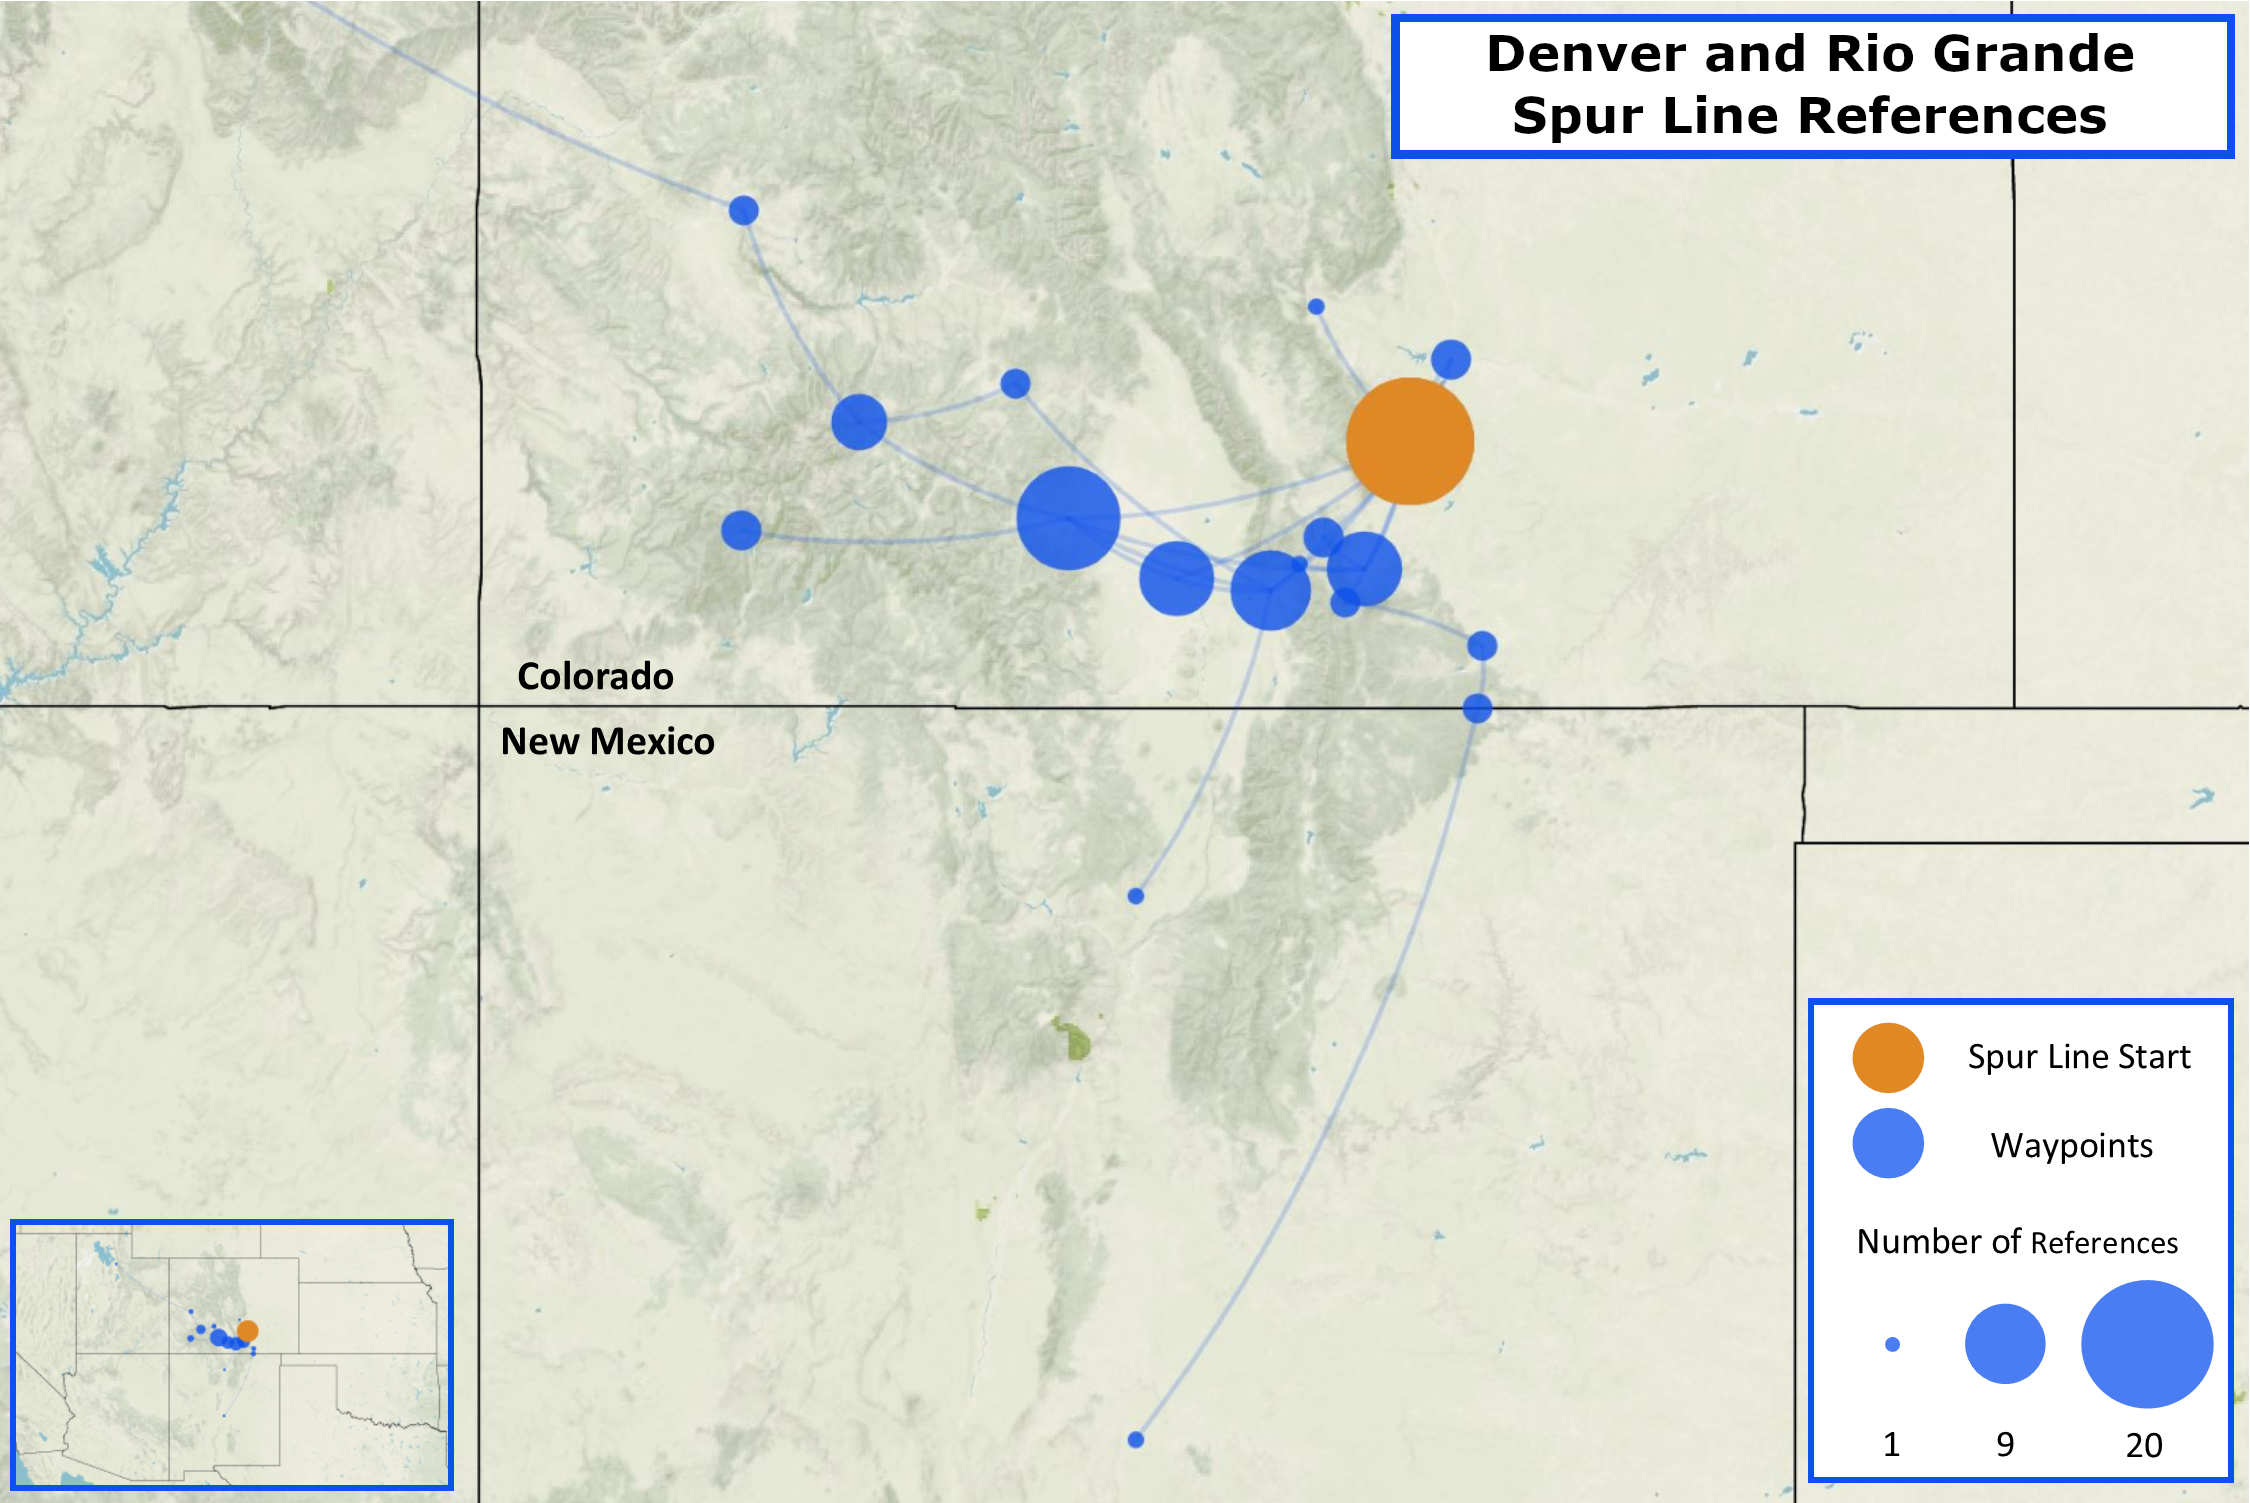 Denver and Rio Grande
Spur Line References
Colorado
New Mexico
Spur Line Start
Waypoints
Number of References
1 9 20